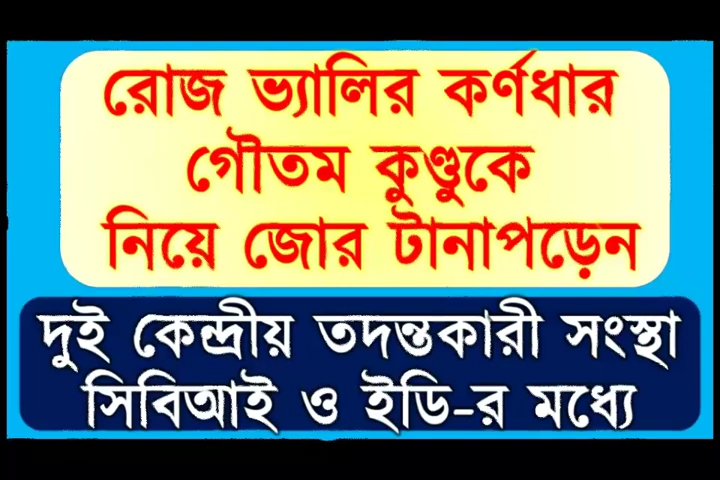 রোজ ভ্যালির কর্ণধার
গৌতম কুণ্ডুকে
নিয়ে জোর টানাপড়েন
দুই কেন্দ্রীয় তদন্তকারী সংস্থা
সিবিআই ও ইডি-র মধ্যে